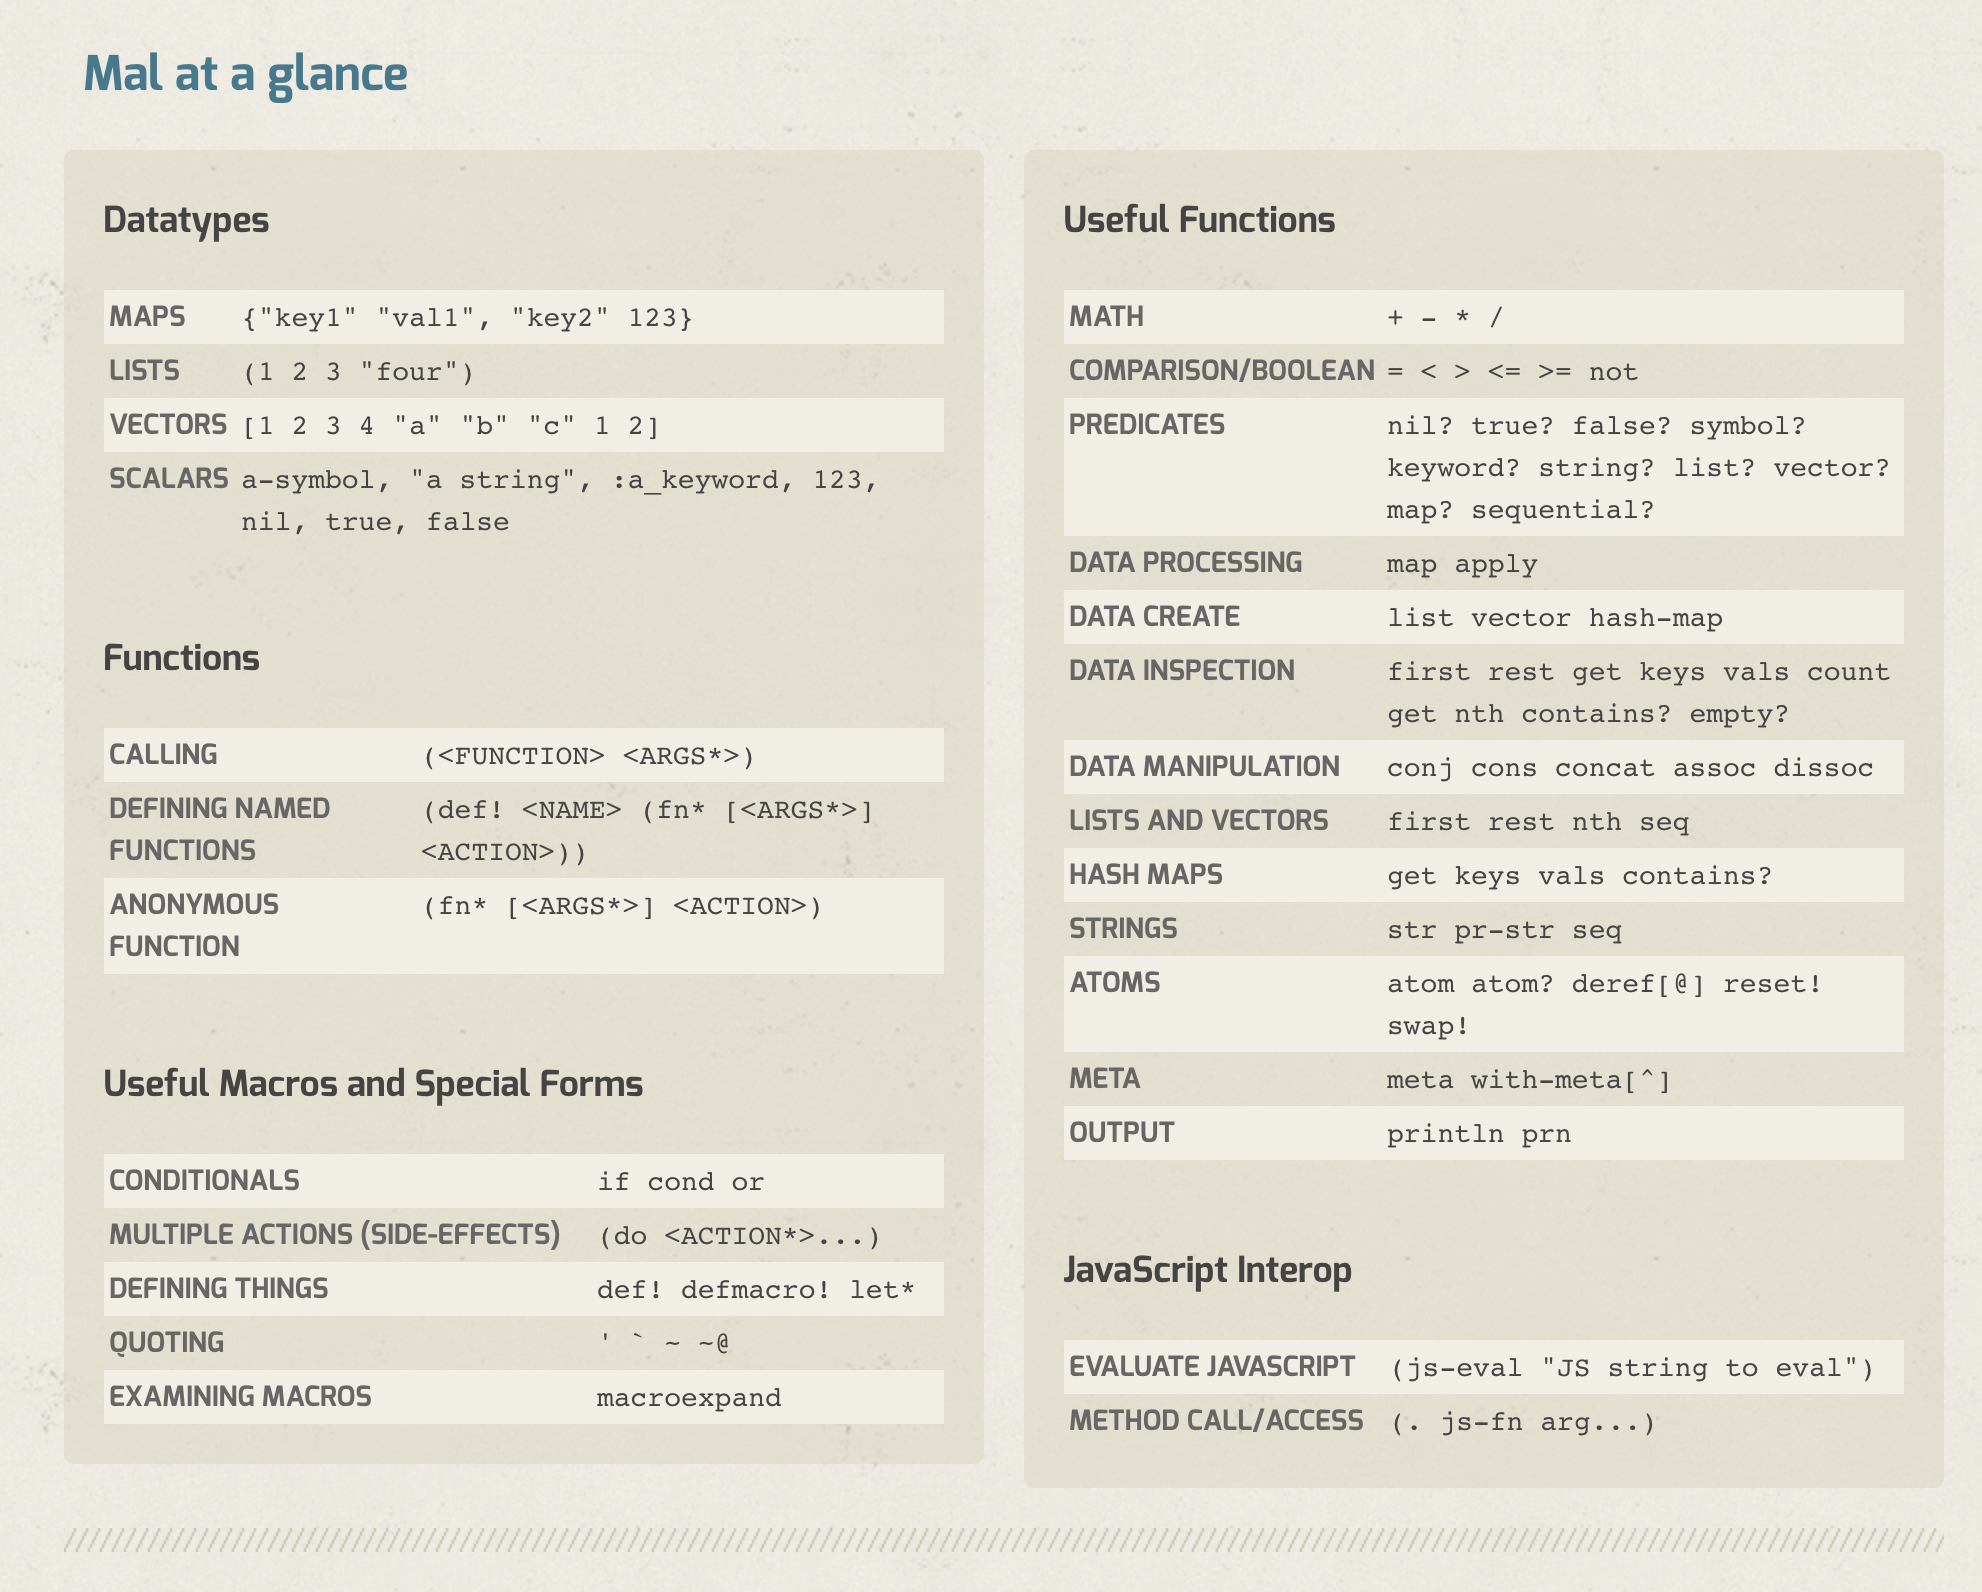 Mal at a glance
Datatypes
MAPS {"key1" "val1", "key2" 123}
LISTS (1 2 3 "four")
VECTORS [1 2 3 4 "a" "b" "c" 1 2]
SCALARS a-symbol, "a string", :a_keyword, 123,
nil, true, false
Functions
CALLING (<FUNCTION> <ARGS*>)
DEFINING NAMED (def! <NAME> (fn* [<ARGS*>]
FUNCTIONS <ACTION>))
ANONYMOUS (fn* [<ARGS*>] <ACTION>)
FUNCTION
Useful Macros and Special Forms
CONDITIONALS if cond or
MULTIPLE ACTIONS (SIDE-EFFECTS) (do <ACTION*>...)
DEFINING THINGS def! defmacro! let*
QUOTING ' ` ~ ~@
EXAMINING MACROS macroexpand
Useful Functions
MATH + - * /
COMPARISON/BOOLEAN = < > <= >= not
PREDICATES nil? true? false? symbol?
keyword? string? list? vector?
map? sequential?
DATA PROCESSING map apply
DATA CREATE list vector hash-map
DATA INSPECTION first rest get keys vals count
get nth contains? empty?
DATA MANIPULATION conj cons concat assoc dissoc
LISTS AND VECTORS first rest nth seq
HASH MAPS get keys vals contains?
STRINGS str pr-str seq
ATOMS atom atom? deref[@] reset!
swap!
META meta with-meta[^]
OUTPUT println prn
JavaScript Interop
EVALUATE JAVASCRIPT (js-eval "JS string to eval")
METHOD CALL/ACCESS (. js-fn arg...)